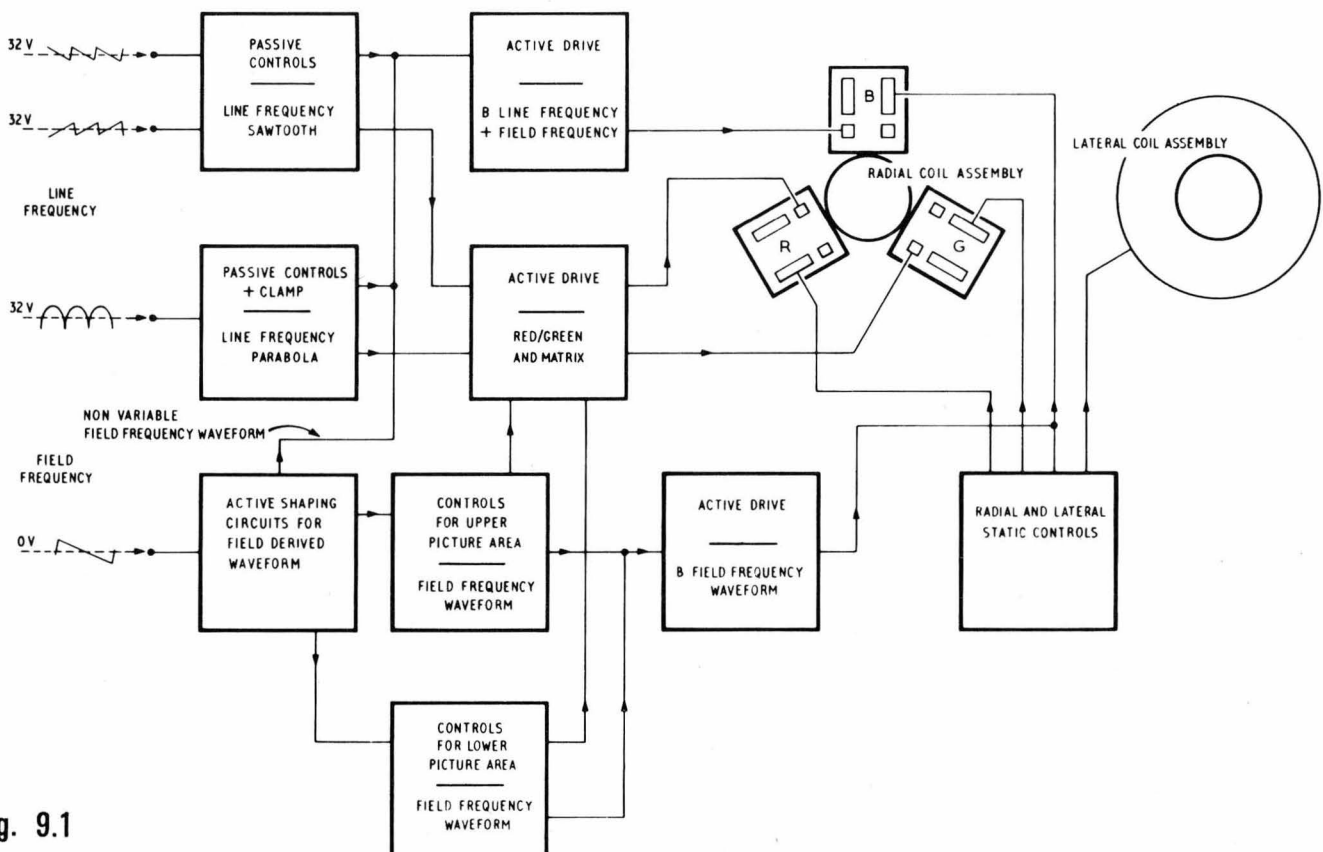 32 V
PASSIVE
CONTROLS
LINE FREQUENCY
SAWTOOTH
32V
LINE
FREQUENCY
ACTIVE DRIVE
B LINE FREQUENCY
+ FIELD FREQUENCY
B
RADIAL COIL ASSEMBLY
R
G
LATERAL COIL ASSEMBLY
32 V
PASSIVE CONTROLS
+ CLAMP
LINE FREQUENCY
PARABOLA
ACTIVE DRIVE
RED/GREEN
AND MATRIX
NON VARIABLE
FIELD FREQUENCY WAVEFORM
FIELD
FREQUENCY
0 V
ACTIVE SHAPING
CIRCUITS FOR
FIELD DERIVED
WAVEFORM
CONTROLS
FOR UPPER
PICTURE AREA
FIELD FREQUENCY
WAVEFORM
ACTIVE DRIVE
B FIELD FREQUENCY
WAVEFORM
RADIAL AND LATERAL
STATIC CONTROLS
CONTROLS
FOR LOWER
PICTURE AREA
FIELD FREQUENCY
WAVEFORM
g. 9.1